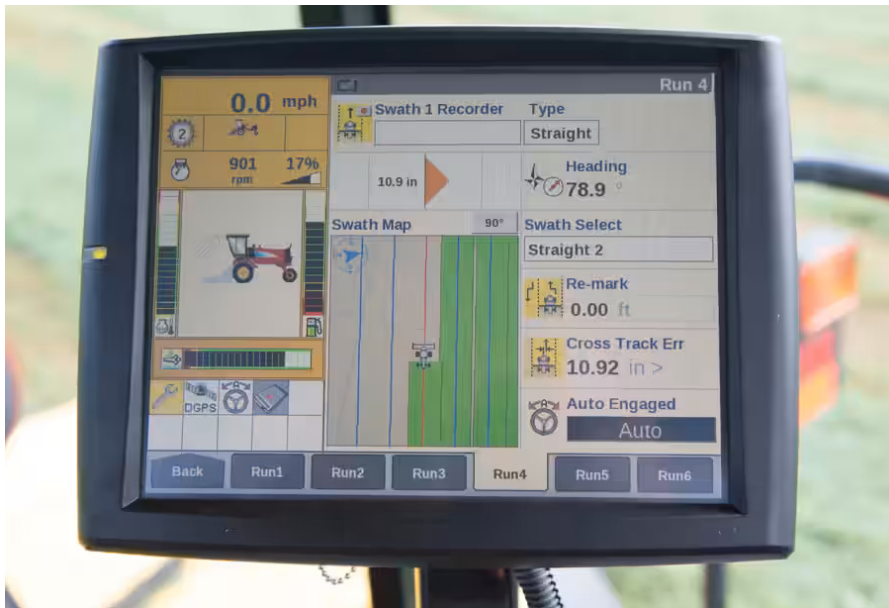 Run 4
0.0 mph
2
901 17%
rpm
Swath 1 Recorder
Type
Straight
10.9 in
Heading
78.9 °
Swath Map 90°
Swath Select
Straight 2
Re-mark
0.00 ft
Cross Track Err
10.92 in >
DGPS
A
Auto Engaged
A
Auto
Back Run1 Run2 Run3 Run4 Run5 Run6